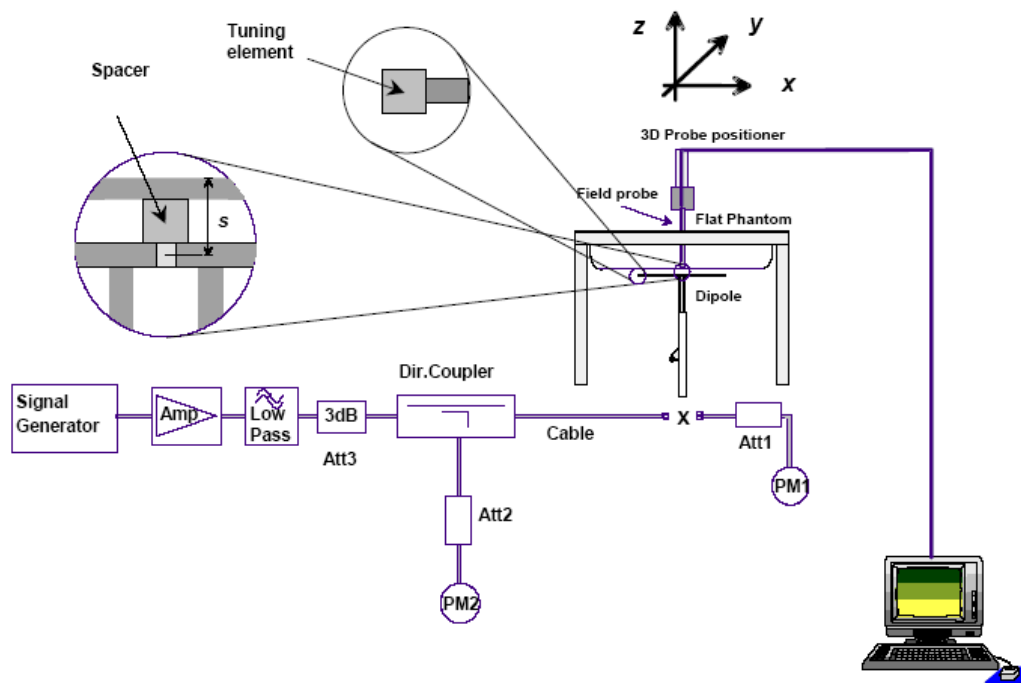 Tuning
element
Spacer
s
z
y
x
3D Probe positioner
Field probe
Flat Phantom
Dipole
Signal
Generator
Amp
Low
Pass
3dB
Att3
Dir.Coupler
Cable
X
Att1
PM1
Att2
PM2